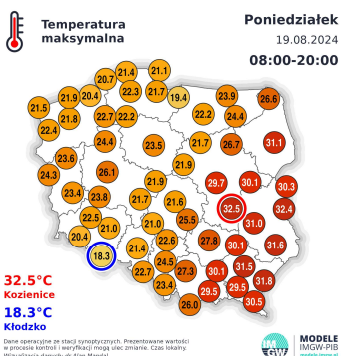 Temperatura
maksymalna
Poniedziałek
19.08.2024
08:00-20:00
20.7 21.4 21.1
21.5 21.9 20.4 22.3 21.7 19.4 23.9 26.6
22.4 21.8 22.7 22.2 22.2 24.4
24.4 23.5 21.7 26.7 31.1
23.6 21.9
24.3 26.1
23.4 23.8 21.9 29.7 30.1 30.3
21.7 21.6 32.5 32.4
22.5 21.0 21.0 25.5 31.0
20.4 22.6 27.8 30.1 31.6
18.3 21.4
22.7 24.5 27.3 30.1 31.5
23.4 29.5 29.5 31.8
26.0 30.5
32.5°C
Kozienice
18.3°C
Kłodzko
Dane operacyjne ze stacji synoptycznych. Prezentowane wartości
w procesie kontroli i weryfikacji mogą ulec zmianie. Czas lokalny.
IM
GW
MODELE
IMGW-PIB